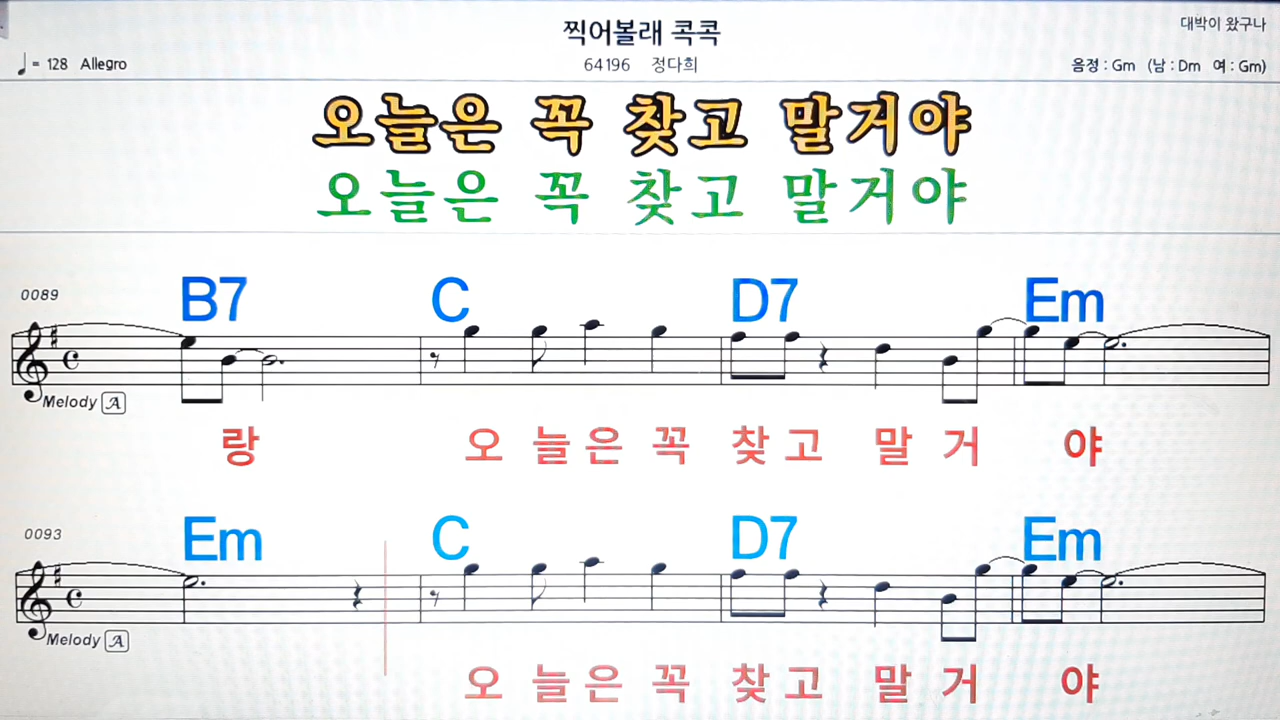 찍어볼래 콕콕
대박이 왔구나
♩= 128 Allegro
64196 정다희
음정 : Gm (남 : Dm 여 : Gm)
오늘은 꼭 찾고 말거야
오늘은 꼭 찾고 말거야
0089 B7 C D7 Em
Melody A
랑 오 늘 은 꼭 찾 고 말 거 야
0093 Em C D7 Em
Melody A
오 늘 은 꼭 찾 고 말 거 야